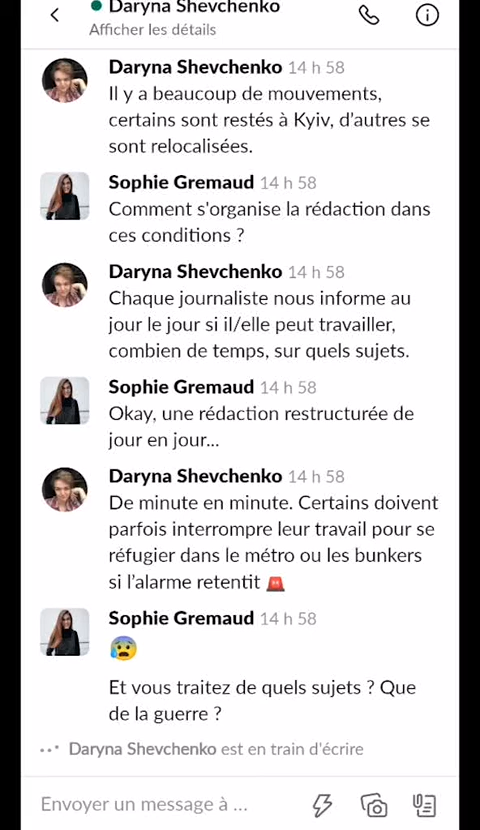 Daryna Shevchenko
Afficher les détails
Daryna Shevchenko 14 h 58
Il y a beaucoup de mouvements,
certains sont restés à Kyiv, d'autres se
sont relocalisées.
Sophie Gremaud 14 h 58
Comment s'organise la rédaction dans
ces conditions ?
Daryna Shevchenko 14 h 58
Chaque journaliste nous informe au
jour le jour si il/elle peut travailler,
combien de temps, sur quels sujets.
Sophie Gremaud 14 h 58
Okay, une rédaction restructurée de
jour en jour...
Daryna Shevchenko 14 h 58
De minute en minute. Certains doivent
parfois interrompre leur travail pour se
réfugier dans le métro ou les bunkers
si l'alarme retentit 🚨
Sophie Gremaud 14 h 58
😰
Et vous traitez de quels sujets ? Que
de la guerre ?
Daryna Shevchenko est en train d'écrire
Envoyer un message à ...